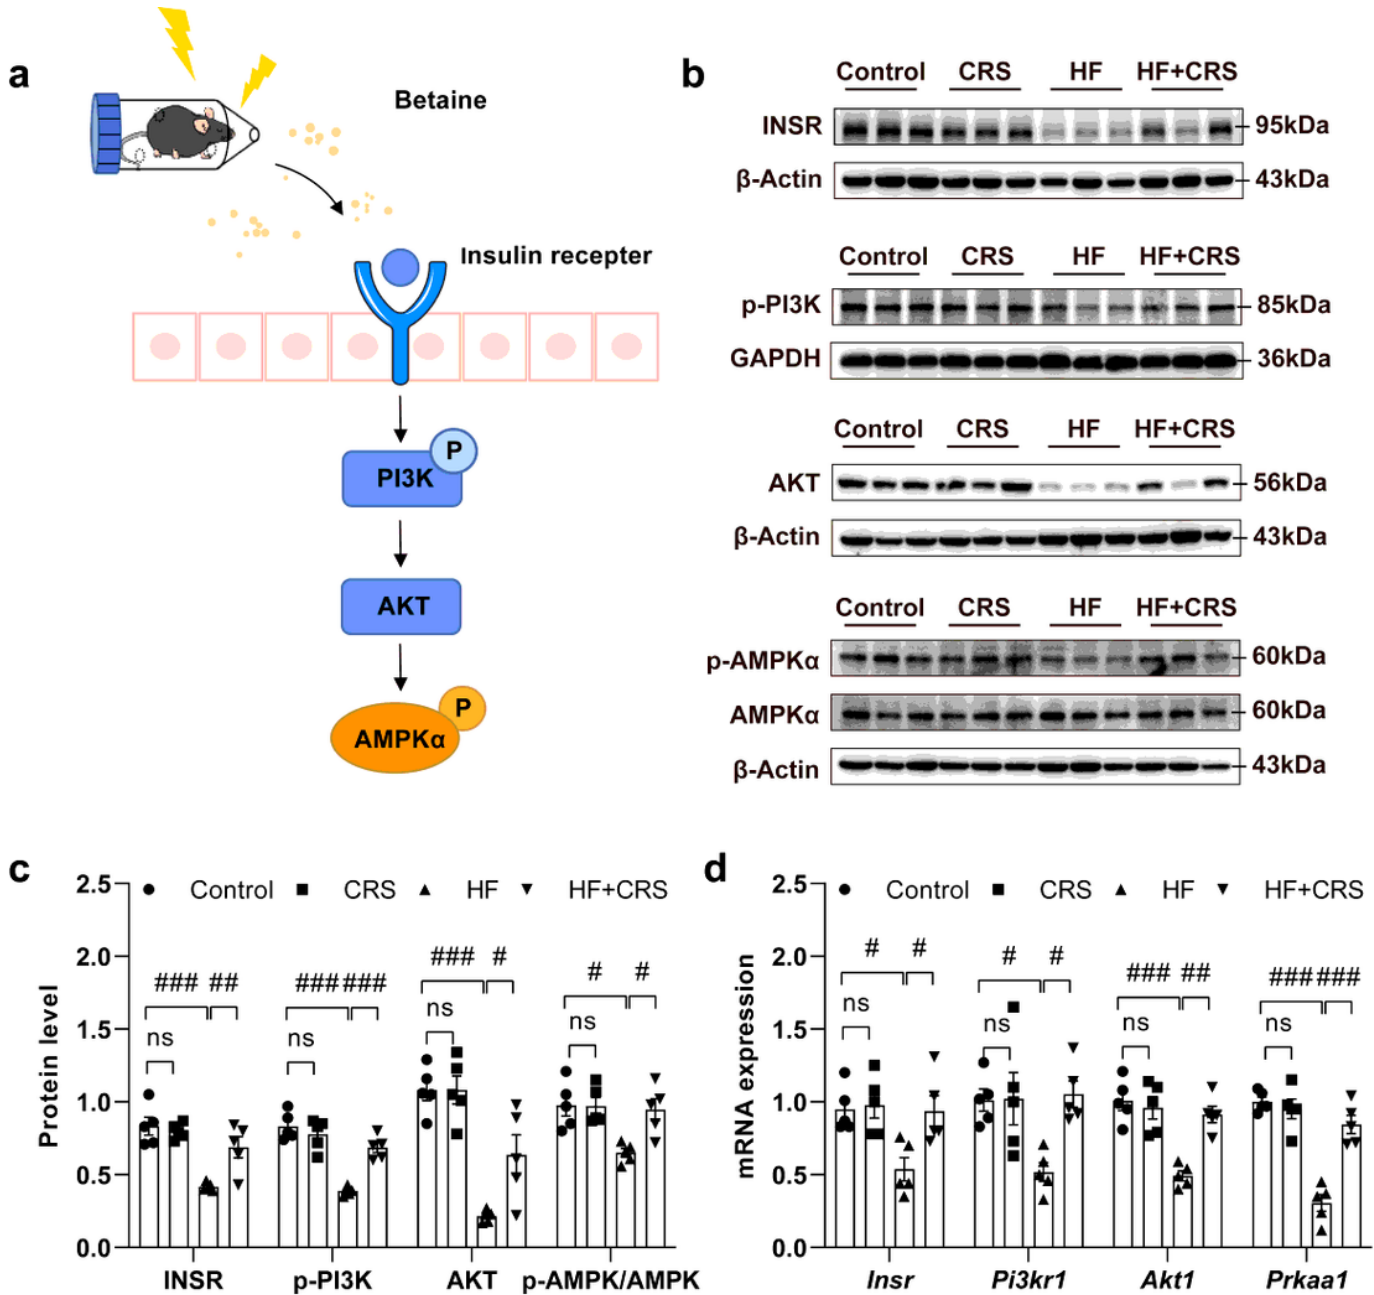 a
Betaine
Insulin recepter
PI3K
P
AKT
AMPKα
P
b
Control CRS HF HF+CRS
INSR 95kDa
β-Actin 43kDa
Control CRS HF HF+CRS
p-PI3K 85kDa
GAPDH 36kDa
Control CRS HF HF+CRS
AKT 56kDa
β-Actin 43kDa
Control CRS HF HF+CRS
p-AMPKα 60kDa
AMPKα 60kDa
β-Actin 43kDa
c
Control CRS HF HF+CRS
Protein level
2.5
2.0
1.5
1.0
0.5
0.0
### ## ns
### ### ns
### # ns
# # ns
INSR p-PI3K AKT p-AMPK/AMPK
d
Control CRS HF HF+CRS
mRNA expression
2.5
2.0
1.5
1.0
0.5
0.0
# # ns
# # ns
### ## ns
### ### ns
Insr Pi3kr1 Akt1 Prkaa1